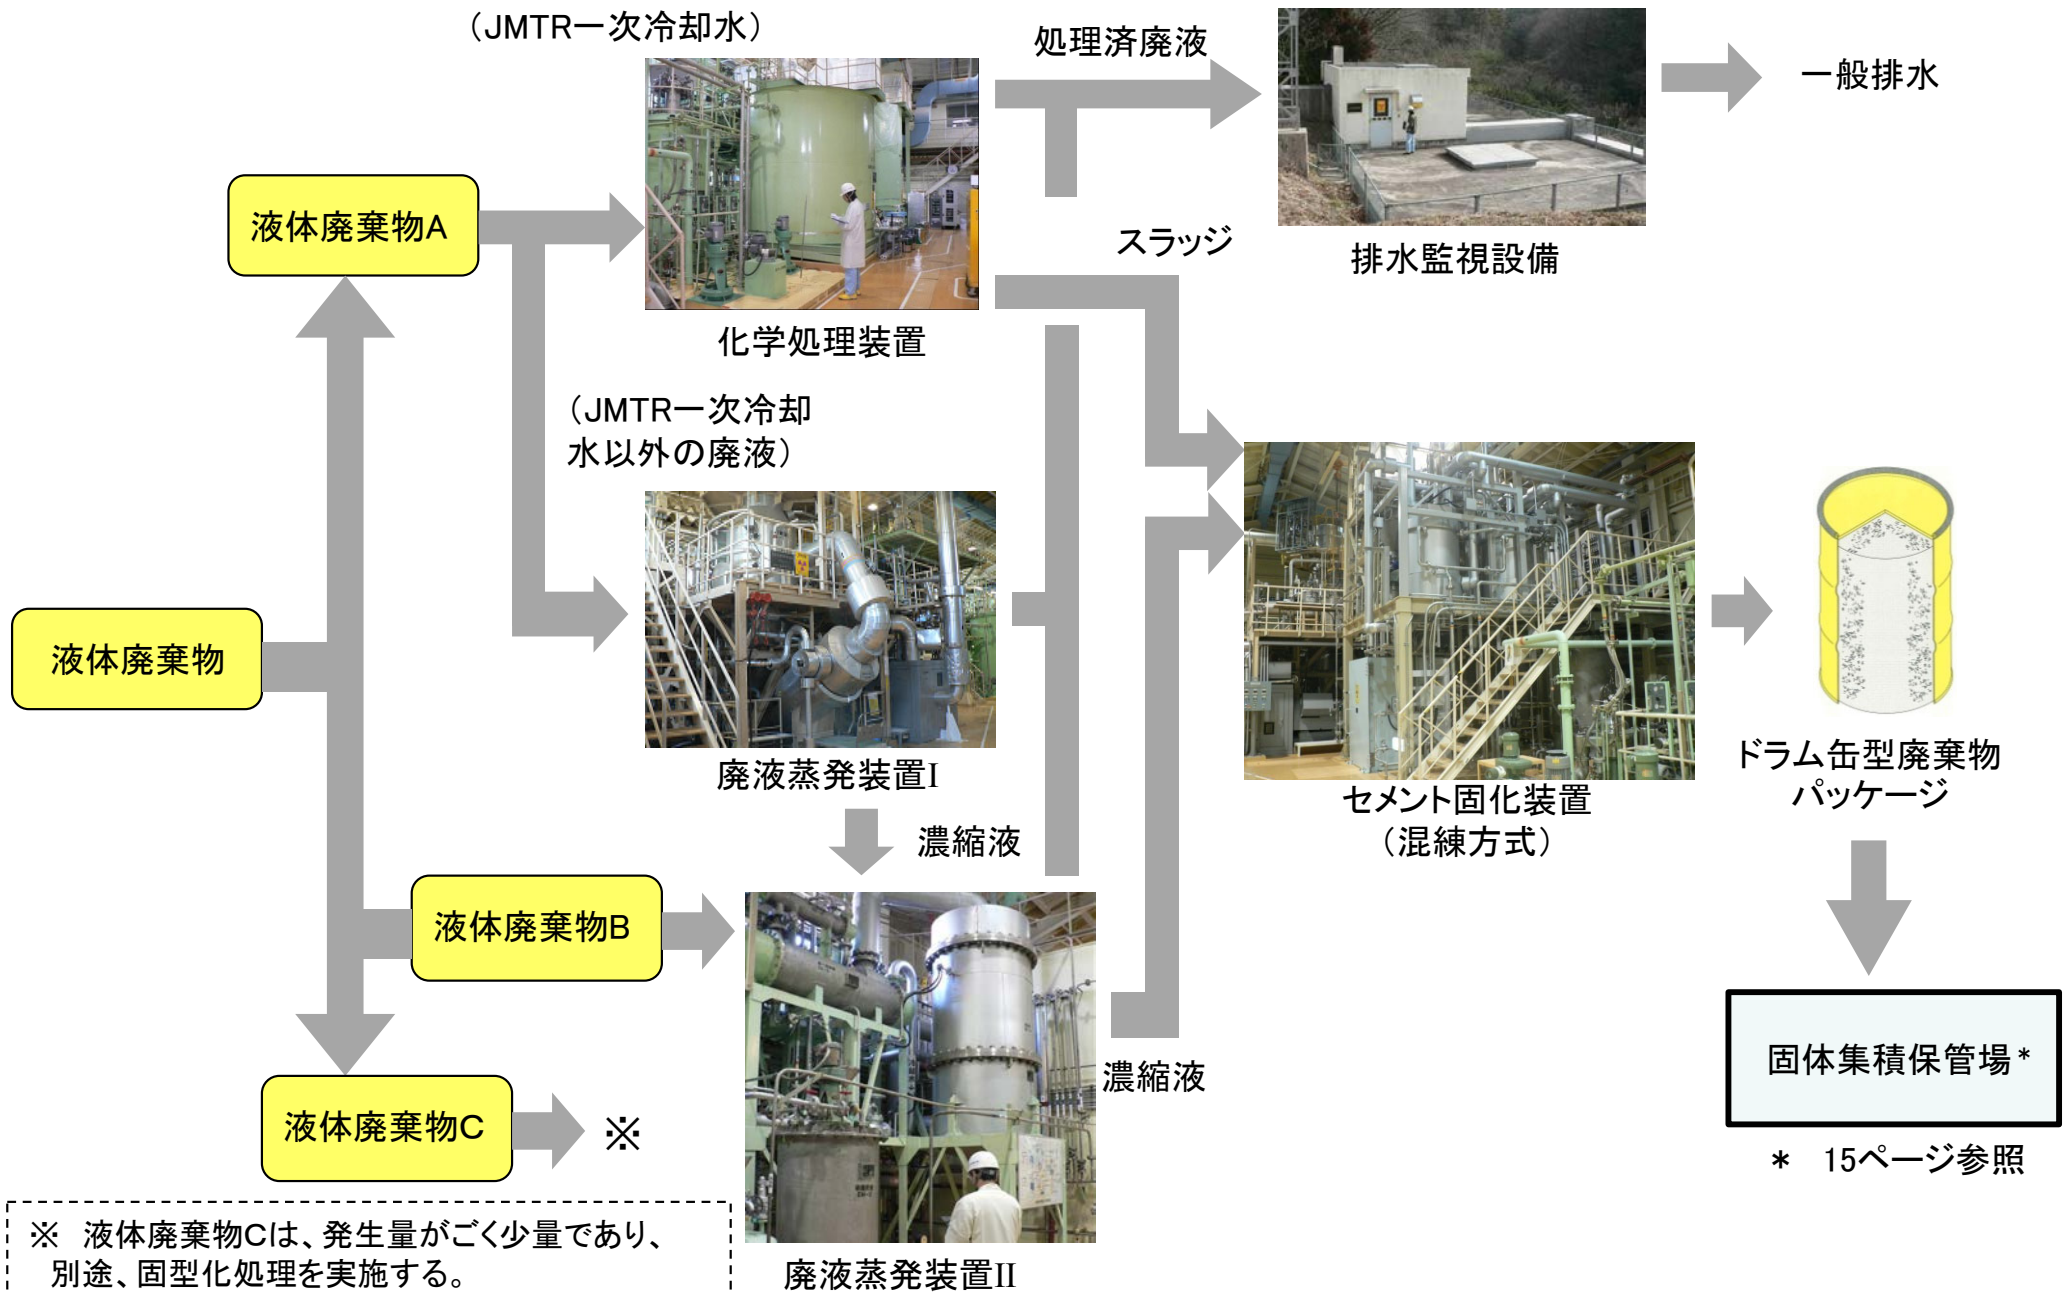 （JMTR一次冷却水）
処理済廃液
一般排水
液体廃棄物A
スラッジ
排水監視設備
化学処理装置
（JMTR一次冷却
水以外の廃液）
液体廃棄物
廃液蒸発装置I
濃縮液
セメント固化装置
（混練方式）
ドラム缶型廃棄物
パッケージ
液体廃棄物B
濃縮液
固体集積保管場*
液体廃棄物C
※
* 15ページ参照
※ 液体廃棄物Cは、発生量がごく少量であり、
別途、固型化処理を実施する。
廃液蒸発装置II